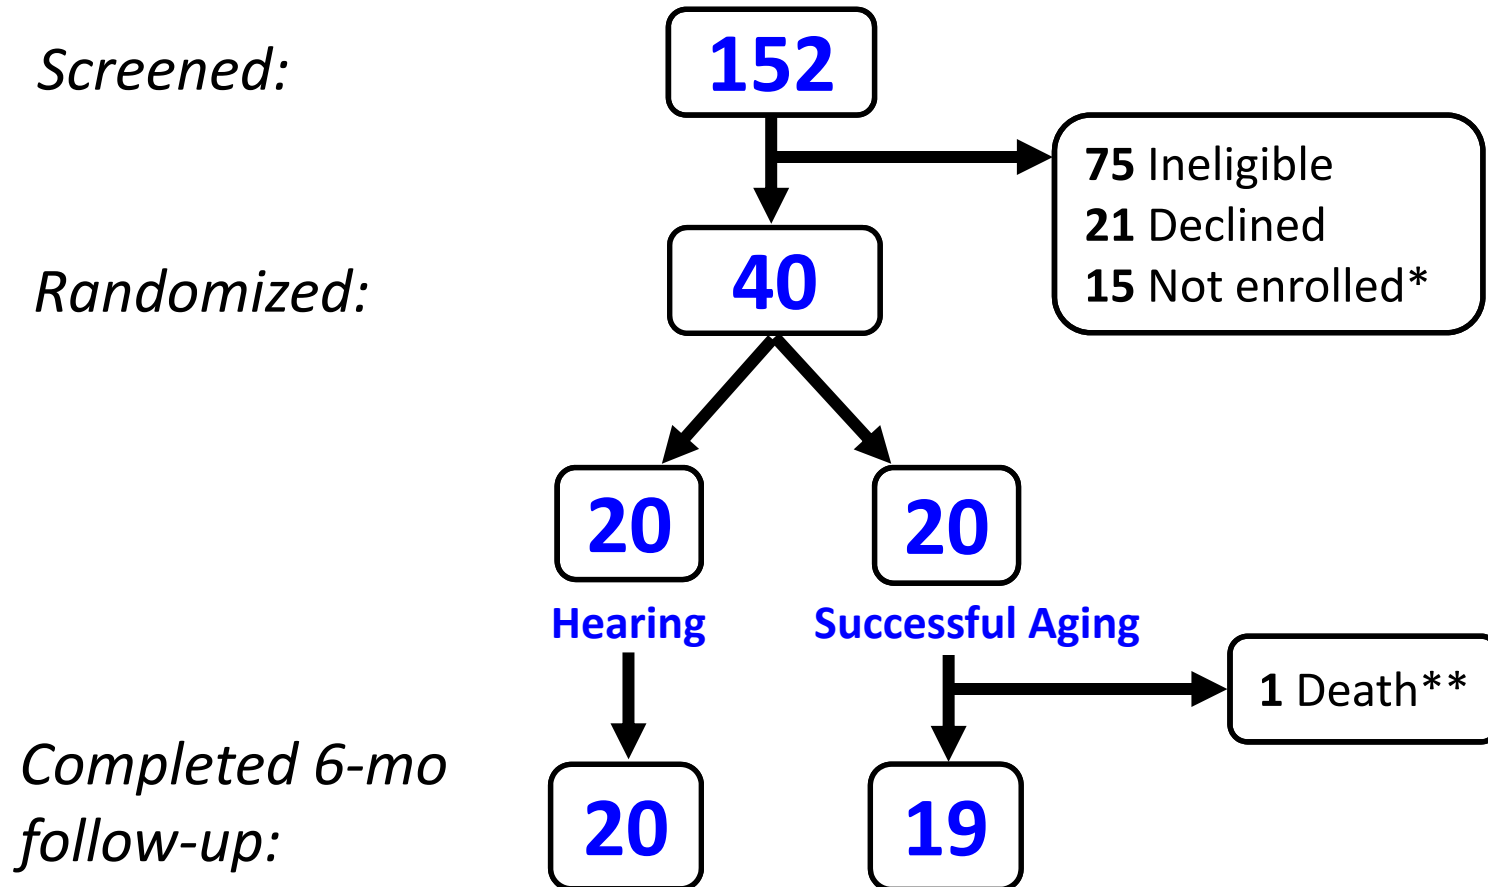 Screened:
152
75 Ineligible
21 Declined
15 Not enrolled*
Randomized:
40
20
20
Hearing
Successful Aging
1 Death**
Completed 6-mo
follow-up:
20
19